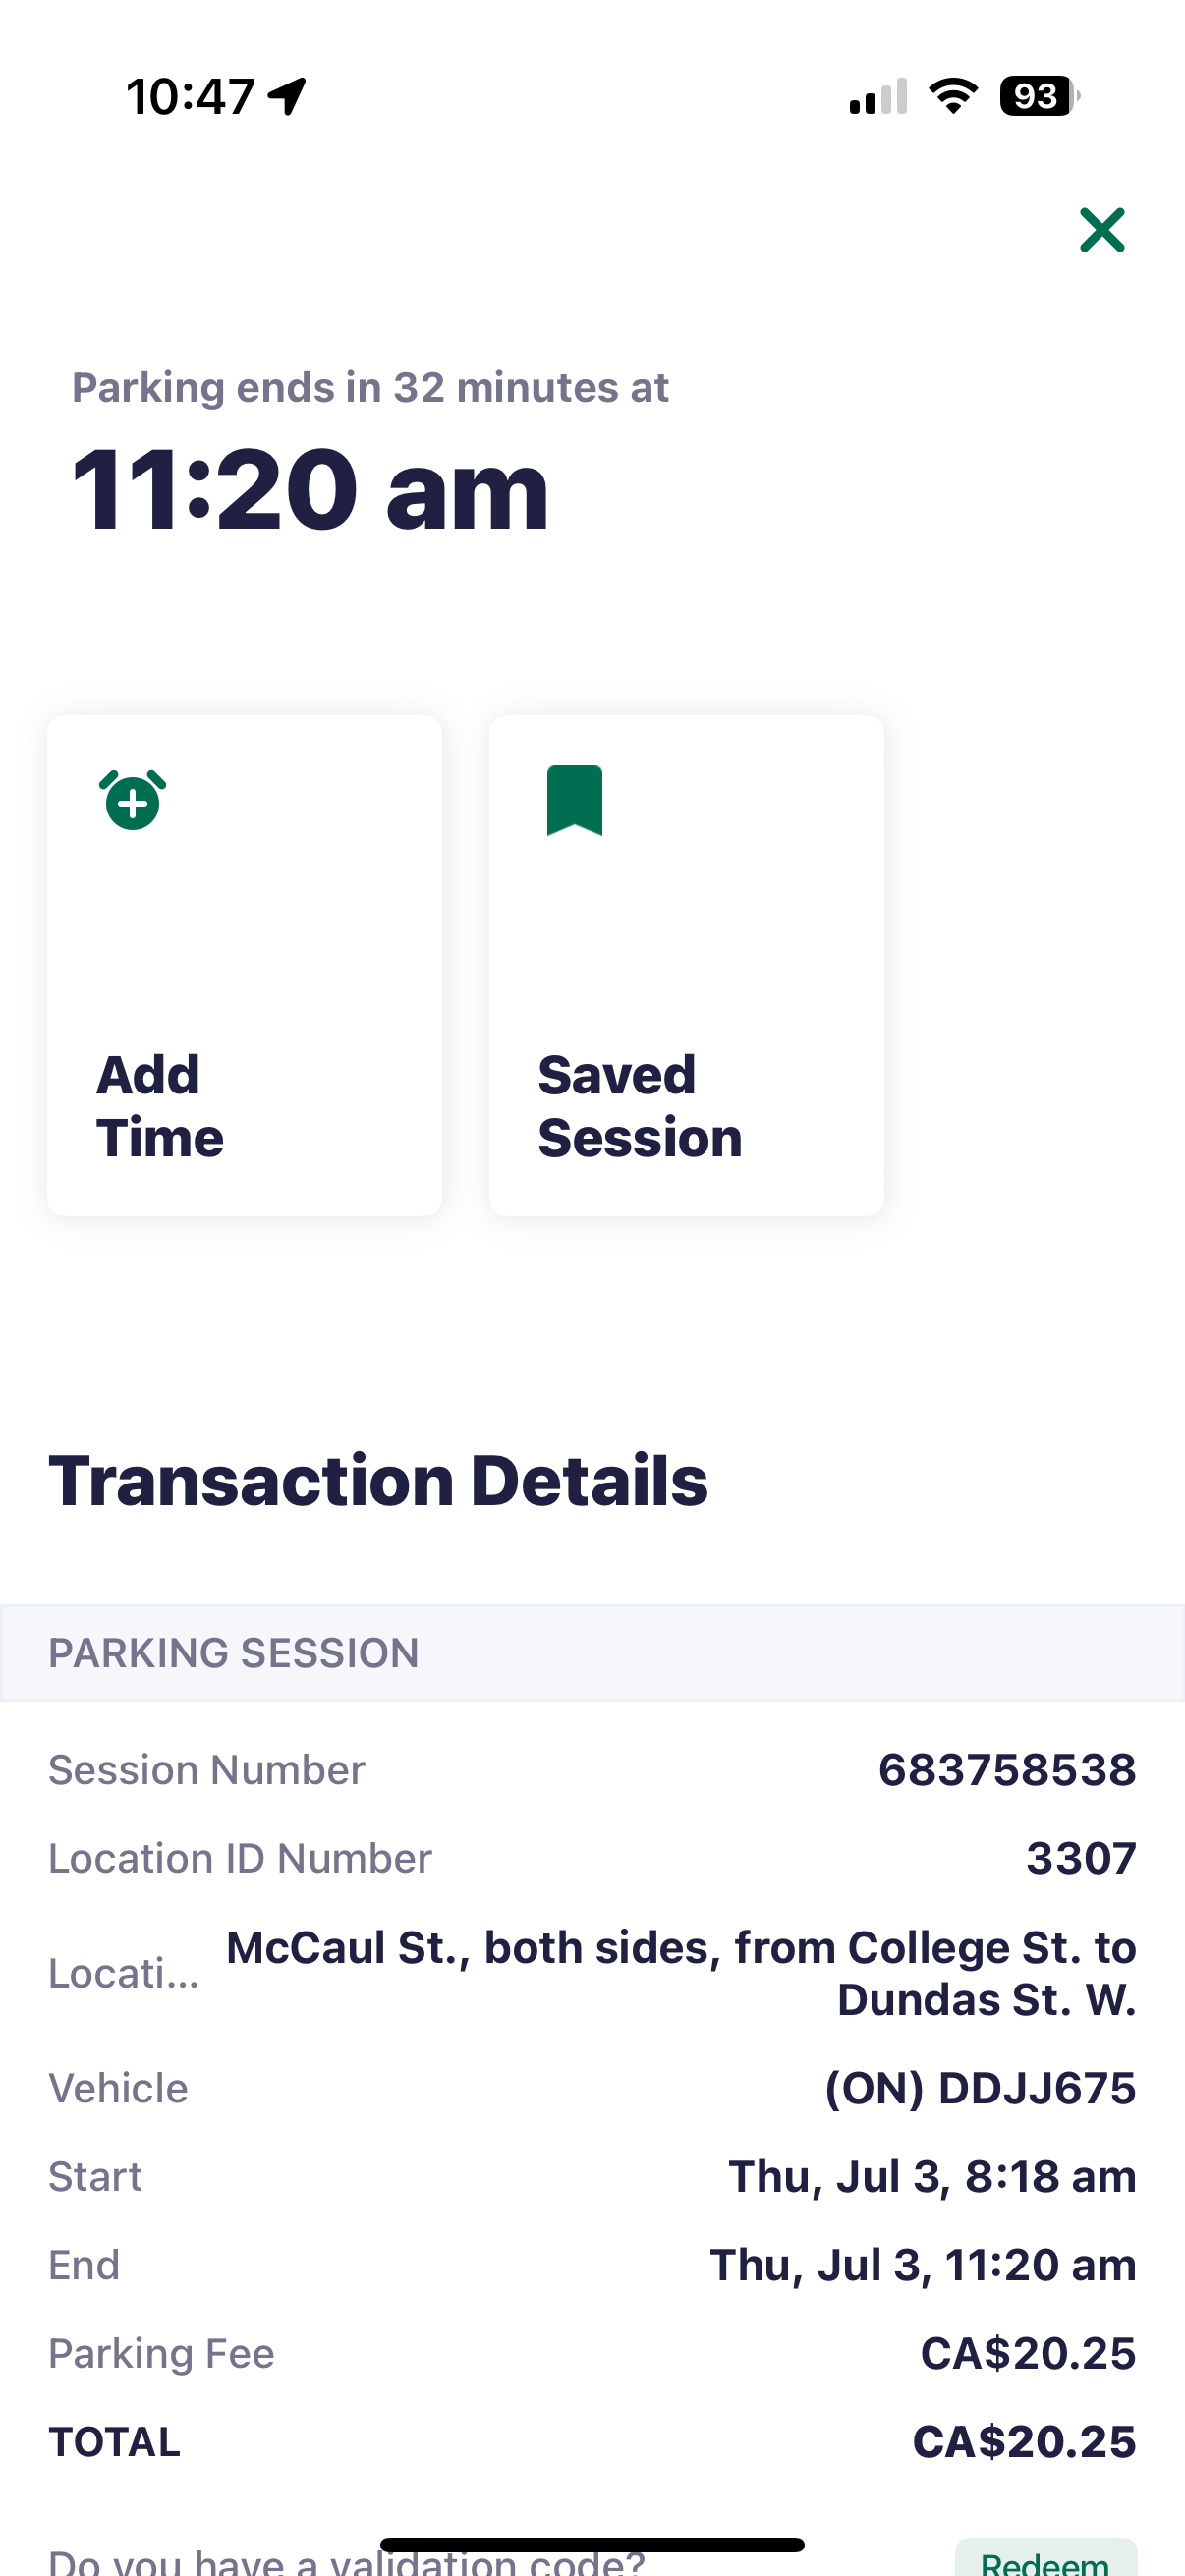 10:47
93
Parking ends in 32 minutes at
11:20 am
Add
Time
Saved
Session
Transaction Details
PARKING SESSION
Session Number 683758538
Location ID Number 3307
Locati... McCaul St., both sides, from College St. to
Dundas St. W.
Vehicle (ON) DDJJ675
Start Thu, Jul 3, 8:18 am
End Thu, Jul 3, 11:20 am
Parking Fee CA$20.25
TOTAL CA$20.25
Do you have a validation code? Redeem